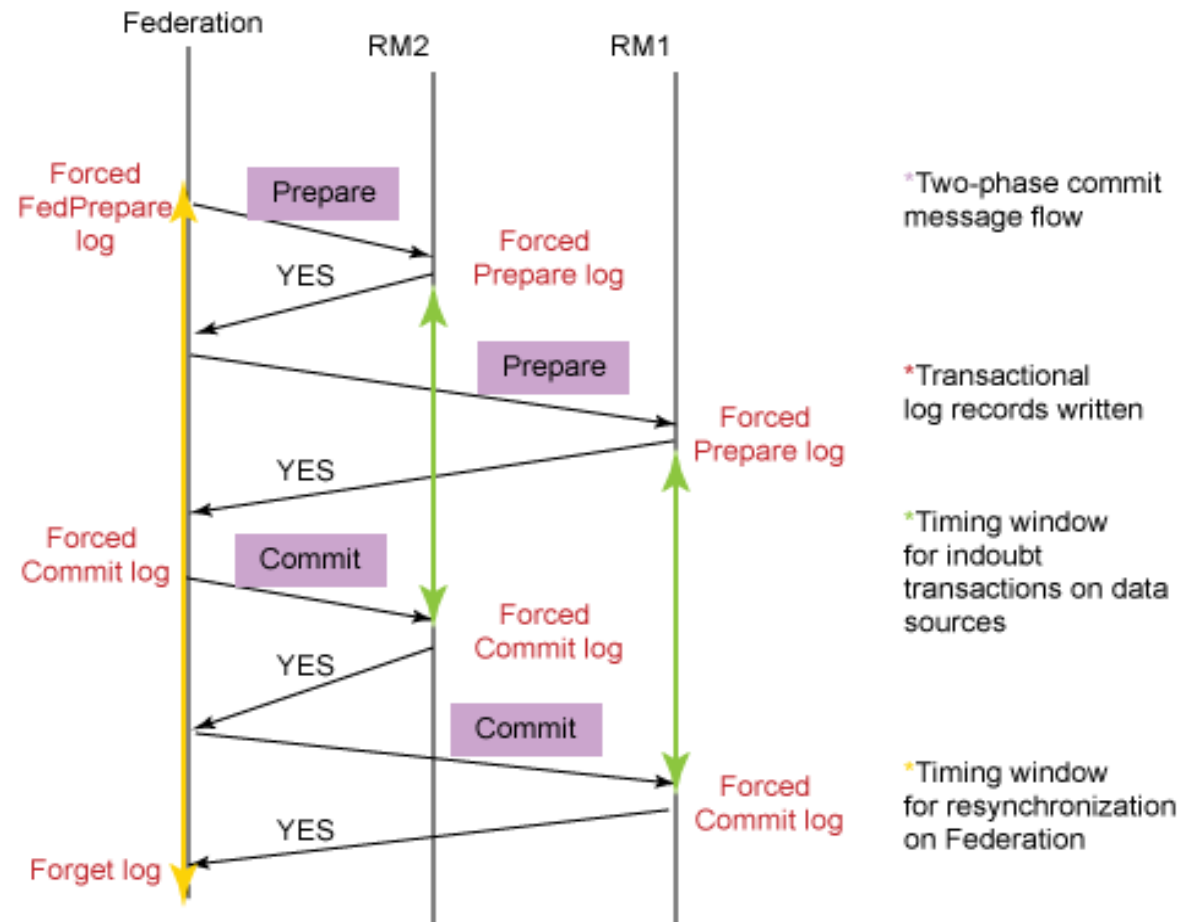 Federation
RM2
RM1
Forced
FedPrepare
log
Prepare
*Two-phase commit
message flow
Forced
Prepare log
YES
Prepare
*Transactional
log records written
Forced
Prepare log
YES
*Timing window
for indoubt
transactions on data
sources
Forced
Commit log
Commit
Forced
Commit log
YES
Commit
*Timing window
for resynchronization
on Federation
Forced
Commit log
YES
Forget log